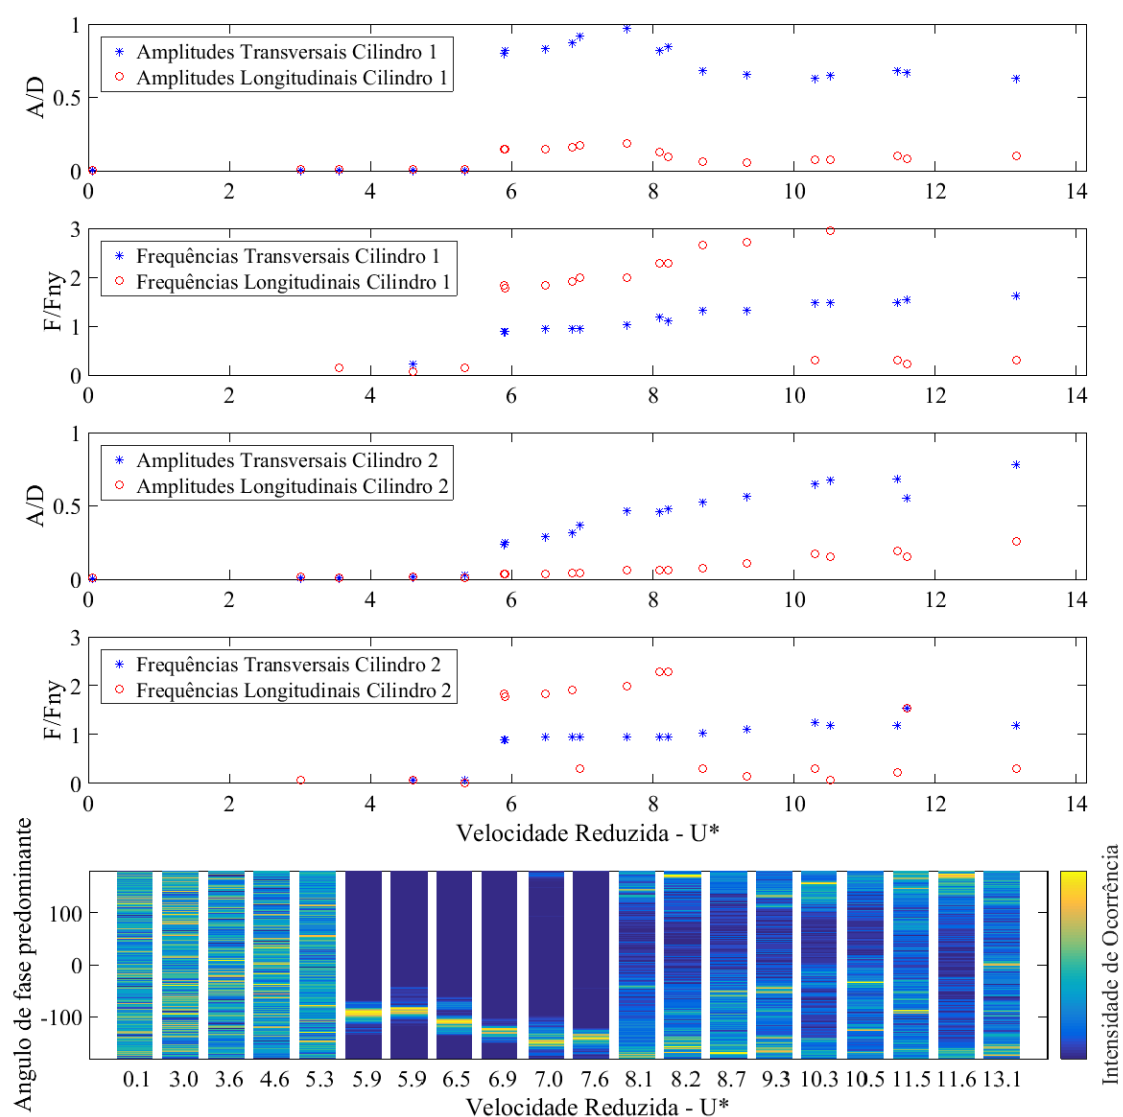 1
0.5
0
A/D
* Amplitudes Transversais Cilindro 1
○ Amplitudes Longitudinais Cilindro 1
0 2 4 6 8 10 12 14
3
2
1
0
F/Fny
* Frequências Transversais Cilindro 1
○ Frequências Longitudinais Cilindro 1
0 2 4 6 8 10 12 14
1
0.5
0
A/D
* Amplitudes Transversais Cilindro 2
○ Amplitudes Longitudinais Cilindro 2
0 2 4 6 8 10 12 14
3
2
1
0
F/Fny
* Frequências Transversais Cilindro 2
○ Frequências Longitudinais Cilindro 2
0 2 4 6 8 10 12 14
Velocidade Reduzida - U*
Angulo de fase predominante
100
0
-100
0.1 3.0 3.6 4.6 5.3 5.9 5.9 6.5 6.9 7.0 7.6 8.1 8.2 8.7 9.3 10.3 10.5 11.5 11.6 13.1
Velocidade Reduzida - U*
Intensidade de Ocorrência